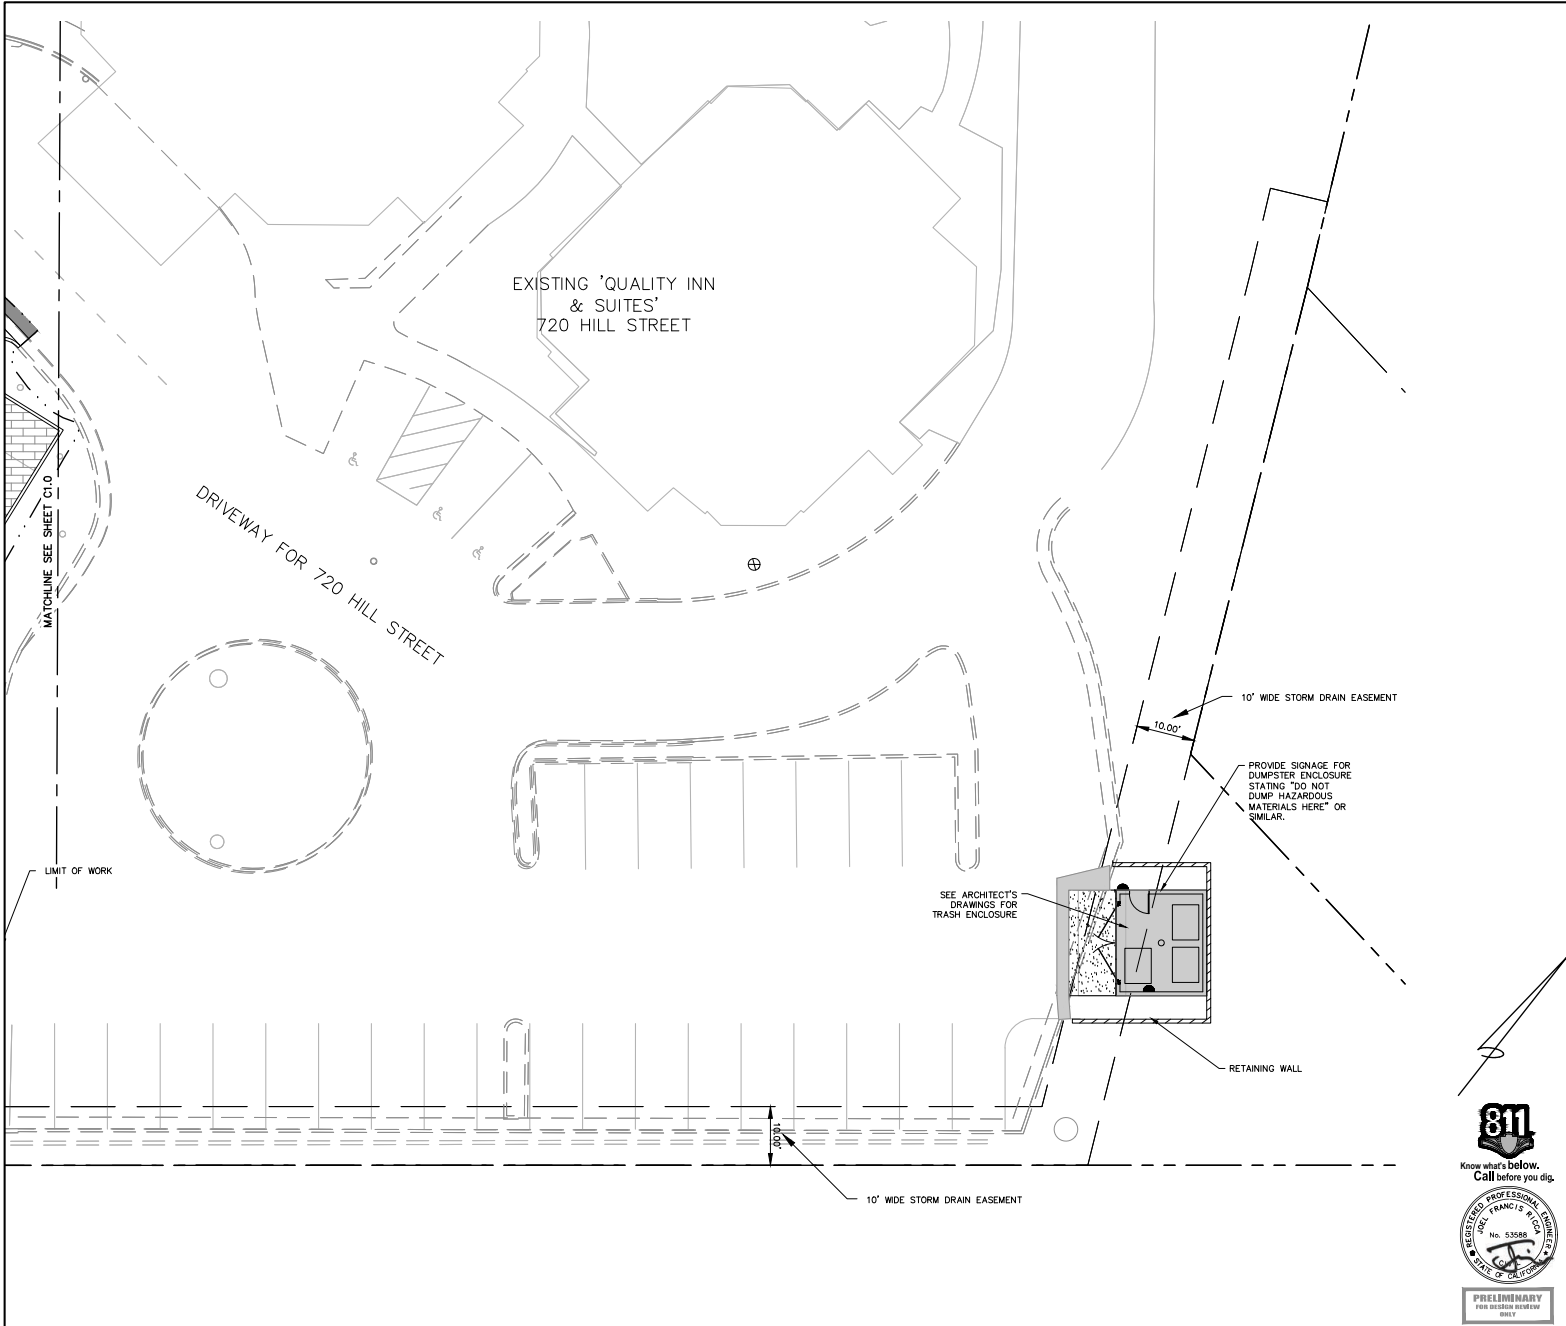 EXISTING 'QUALITY INN
& SUITES'
720 HILL STREET
MATCHLINE SEE SHEET C1.0
DRIVEWAY FOR 720 HILL STREET
10' WIDE STORM DRAIN EASEMENT
10.00'
PROVIDE SIGNAGE FOR
DUMPSTER ENCLOSURE
STATING "DO NOT
DUMP HAZARDOUS
MATERIALS HERE" OR
SIMILAR.
LIMIT OF WORK
SEE ARCHITECT'S
DRAWINGS FOR
TRASH ENCLOSURE
RETAINING WALL
10.00'
10' WIDE STORM DRAIN EASEMENT
811
Know what's below.
Call before you dig.
REGISTERED PROFESSIONAL ENGINEER
JOEL FRANCIS RICCA
No. 53588
STATE OF CALIFORNIA
PRELIMINARY
FOR DESIGN REVIEW
ONLY